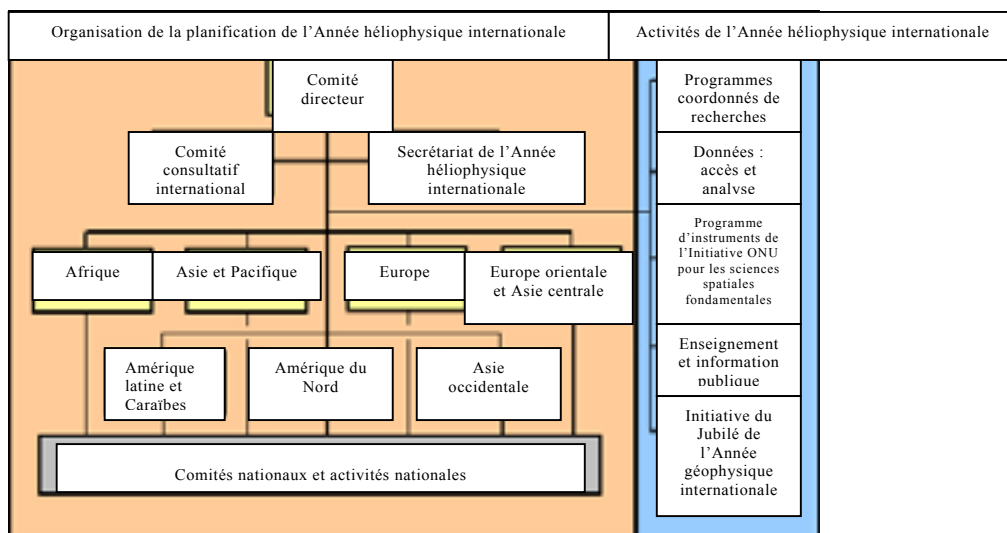 Organisation de la planification de l'Année héliophysique internationale
Activités de l'Année héliophysique internationale
Comité
directeur
Comité
consultatif
international
Secrétariat de l'Année
héliophysique
internationale
Afrique
Asie et Pacifique
Europe
Europe orientale
et Asie centrale
Amérique
latine et
Caraïbes
Amérique du
Nord
Asie
occidentale
Comités nationaux et activités nationales
Programmes
coordonnés de
recherches
Données :
accès et
analyse
Programme
d'instruments de
l'Initiative ONU
pour les sciences
spatiales
fondamentales
Enseignement
et information
publique
Initiative du
Jubilé de
l'Année
géophysique
internationale